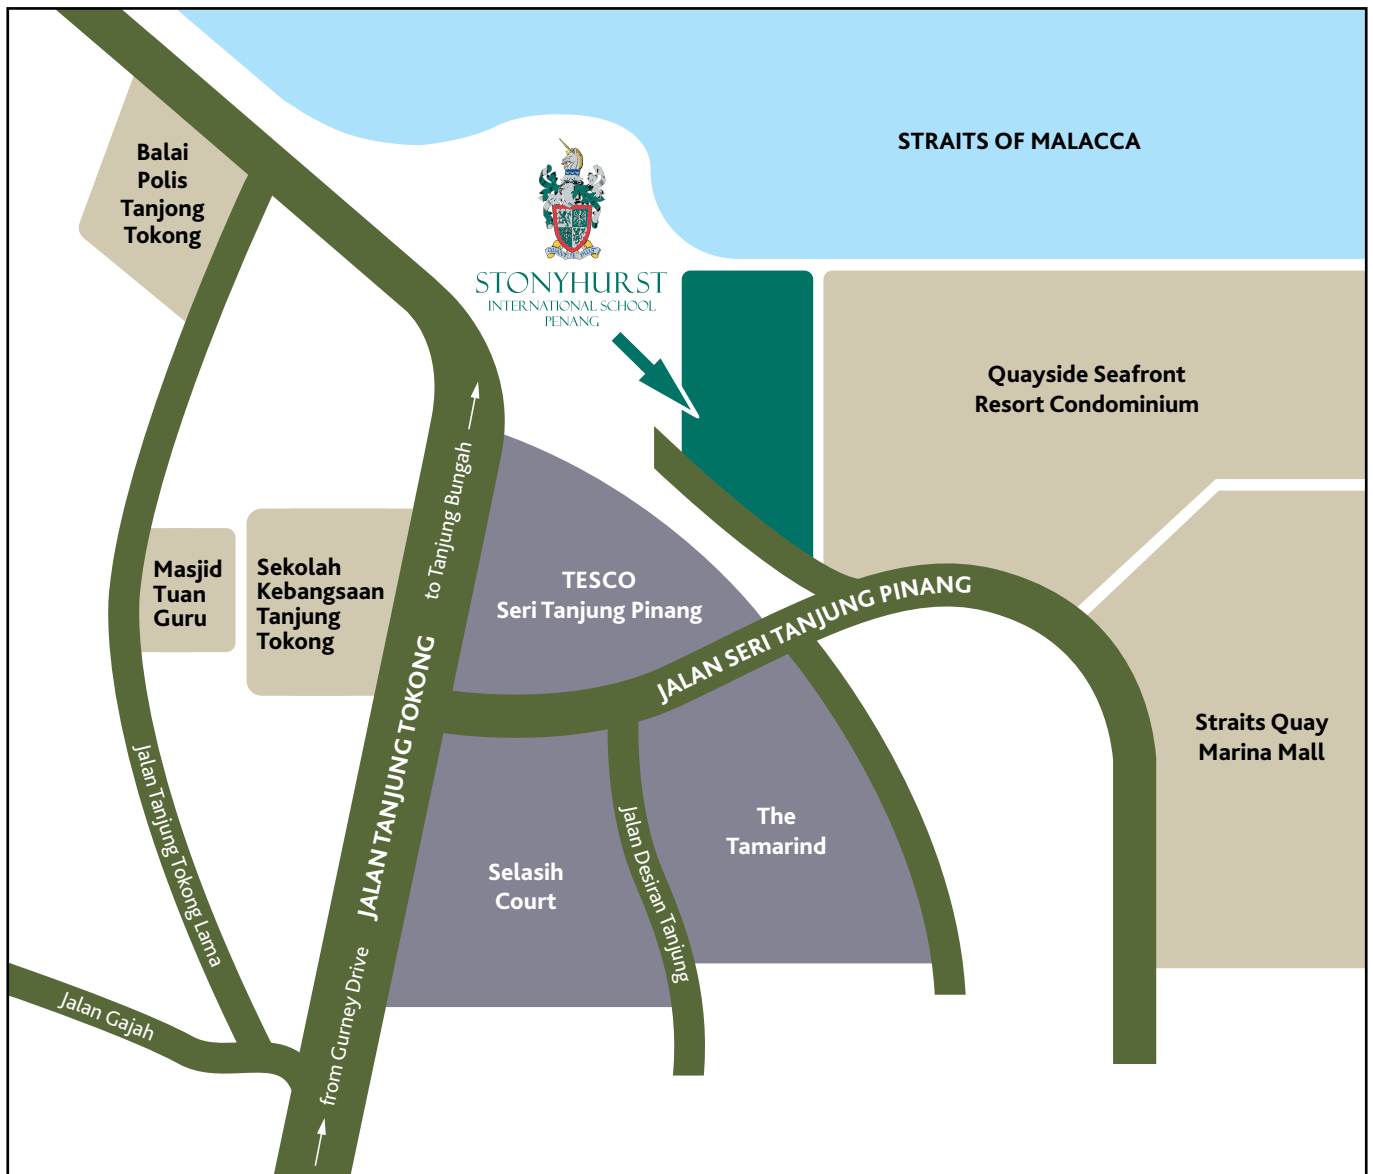 STRAITS OF MALACCA
Balai
Polis
Tanjong
Tokong
STONYHURST
INTERNATIONAL SCHOOL
PENANG
Quayside Seafront
Resort Condominium
to Tanjung Bungah
Masjid
Tuan
Guru
Sekolah
Kebangsaan
Tanjung
Tokong
TESCO
Seri Tanjung Pinang
JALAN SERI TANJUNG PINANG
JALAN TANJUNG TOKONG
Straits Quay
Marina Mall
Jalan Tanjung Tokong Lama
Jalan Desiran Tanjung
The
Tamarind
Selasih
Court
Jalan Gajah
from Gurney Drive